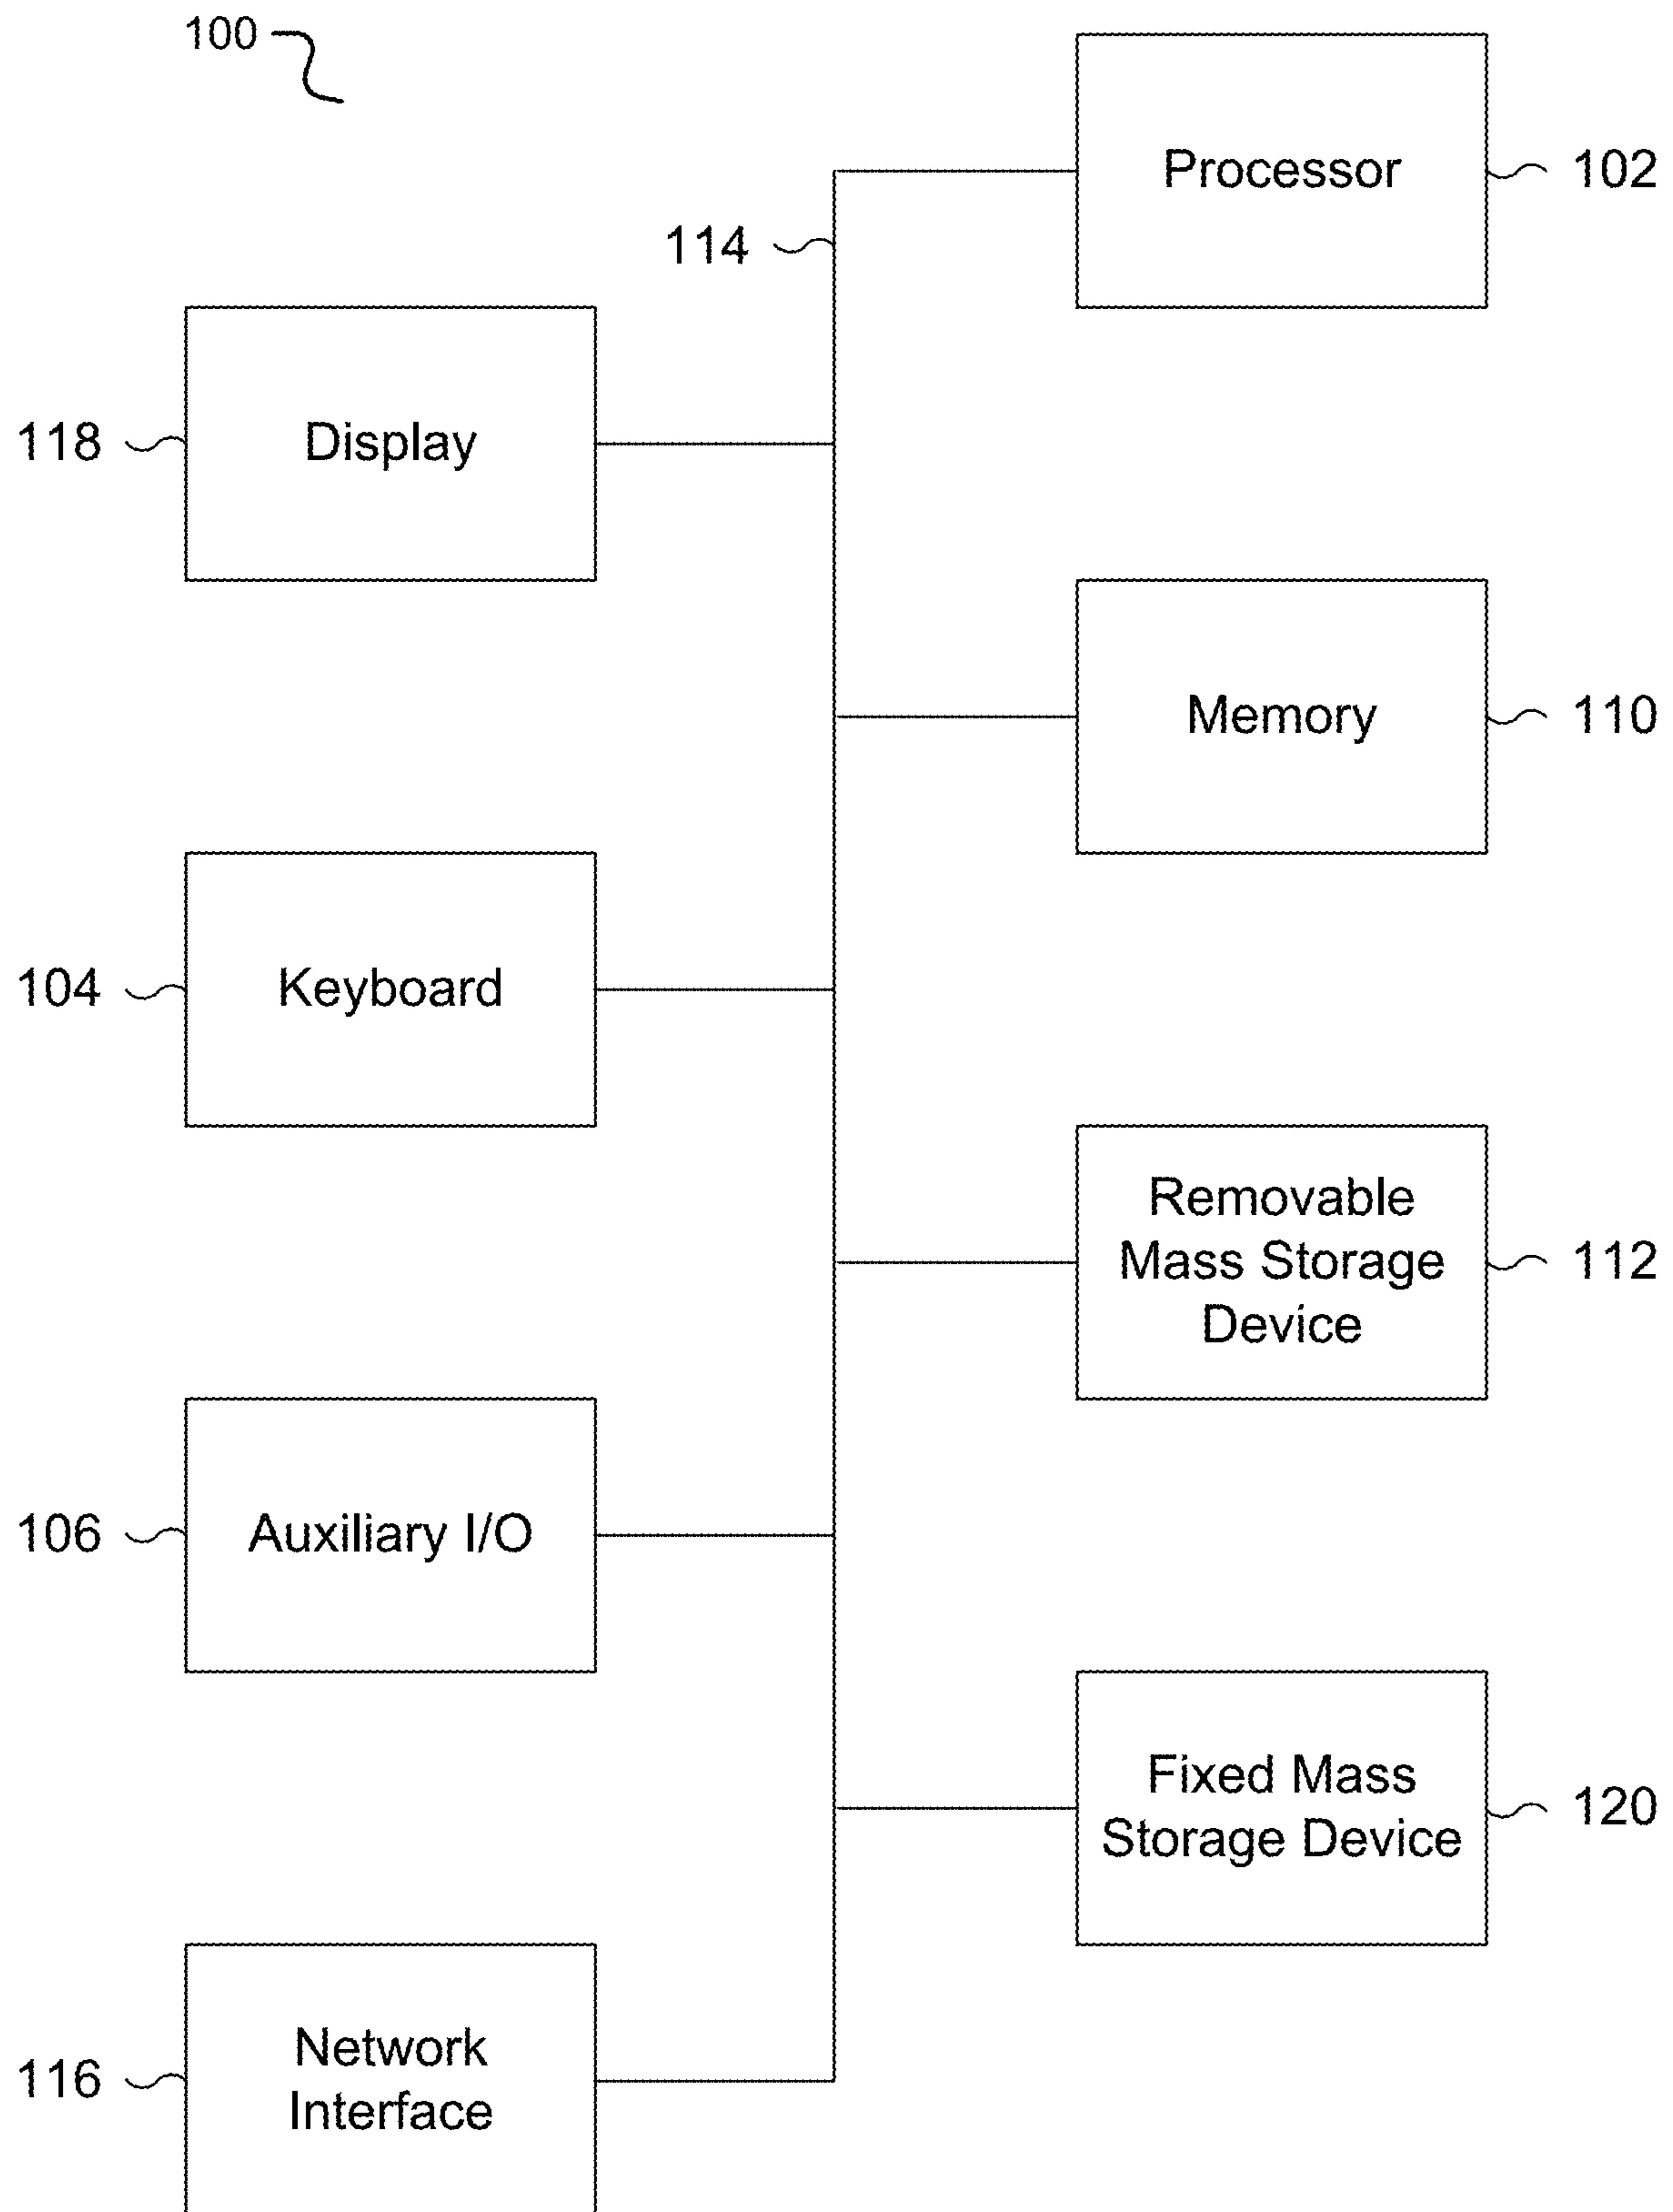 100
Processor
102
114
118
Display
Memory
110
104
Keyboard
Removable
Mass Storage
Device
112
106
Auxiliary I/O
Fixed Mass
Storage Device
120
116
Network
Interface